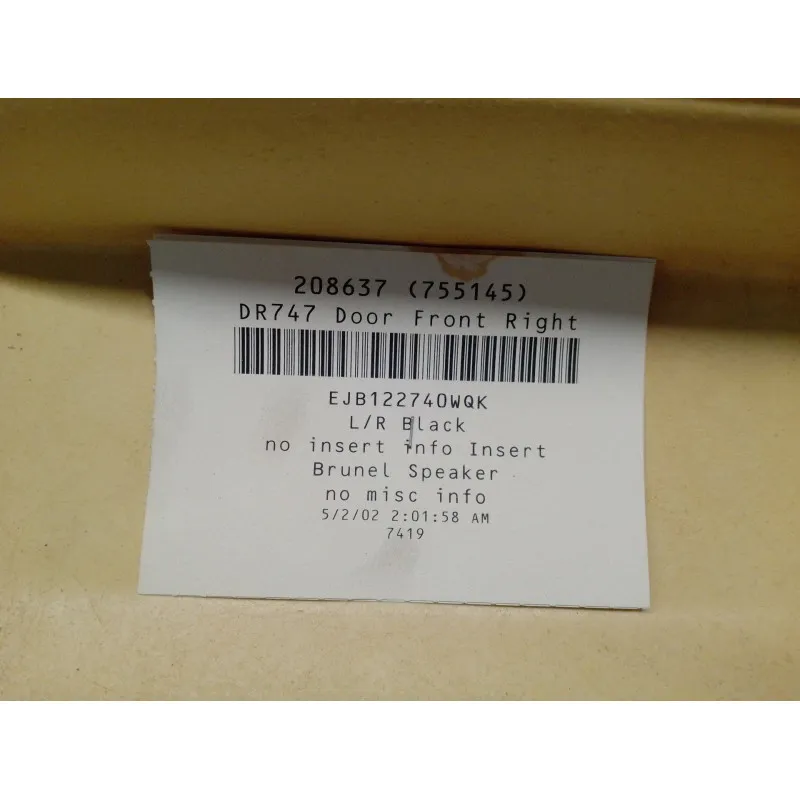 208637 (755145)
DR747 Door Front Right
EJB122740WQK
L/R Black
no insert info Insert
Brunel Speaker
no misc info
5/2/02 2:01:58 AM
7419